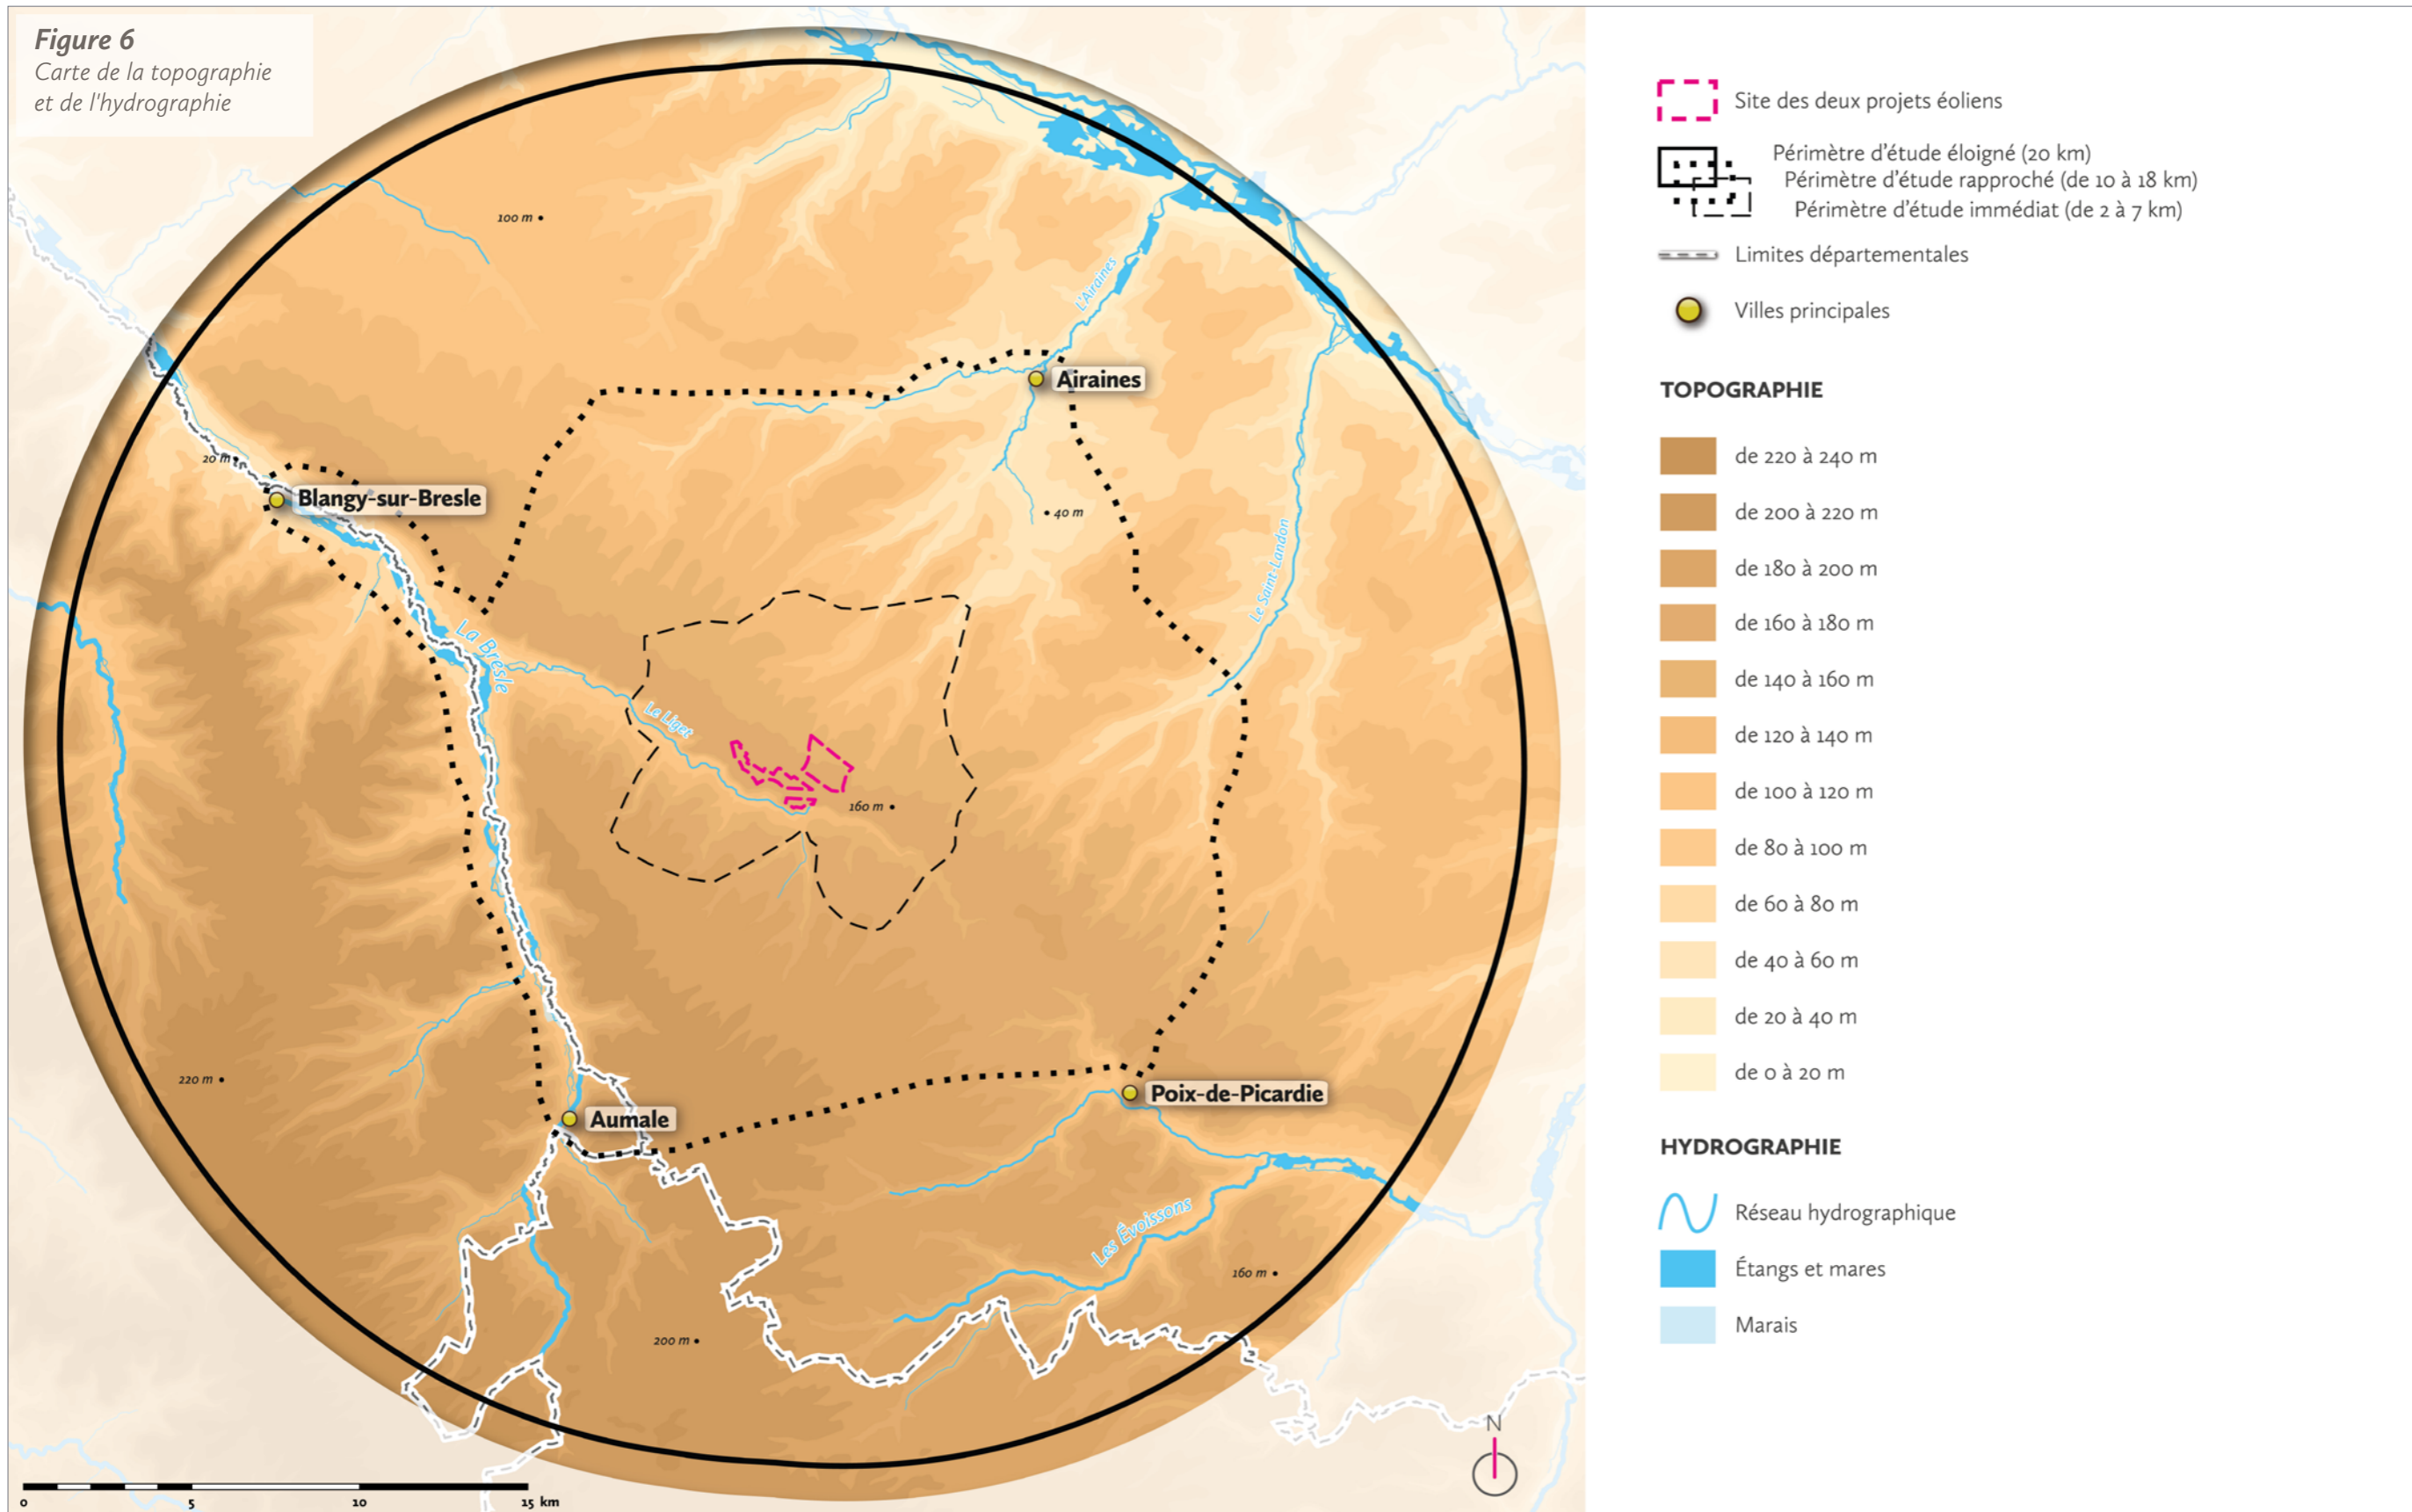 Figure 6
Carte de la topographie
et de l'hydrographie
100 m
L'Airaines
Airaines
20 m
Blangy-sur-Bresle
40 m
Le Saint-Landon
La Bresle
Le Liger
160 m
220 m
Poix-de-Picardie
Aumale
Les Évoissons
160 m
200 m
N
0 5 10 15 km
Site des deux projets éoliens
Périmètre d'étude éloigné (20 km)
Périmètre d'étude rapproché (de 10 à 18 km)
Périmètre d'étude immédiat (de 2 à 7 km)
Limites départementales
Villes principales
TOPOGRAPHIE
de 220 à 240 m
de 200 à 220 m
de 180 à 200 m
de 160 à 180 m
de 140 à 160 m
de 120 à 140 m
de 100 à 120 m
de 80 à 100 m
de 60 à 80 m
de 40 à 60 m
de 20 à 40 m
de 0 à 20 m
HYDROGRAPHIE
Réseau hydrographique
Étangs et mares
Marais